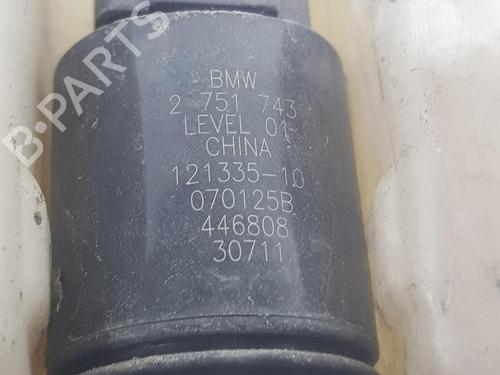 BMW
2 751 743
LEVEL 01
CHINA
121335-10
070125B
446808
30711
B-PARTS